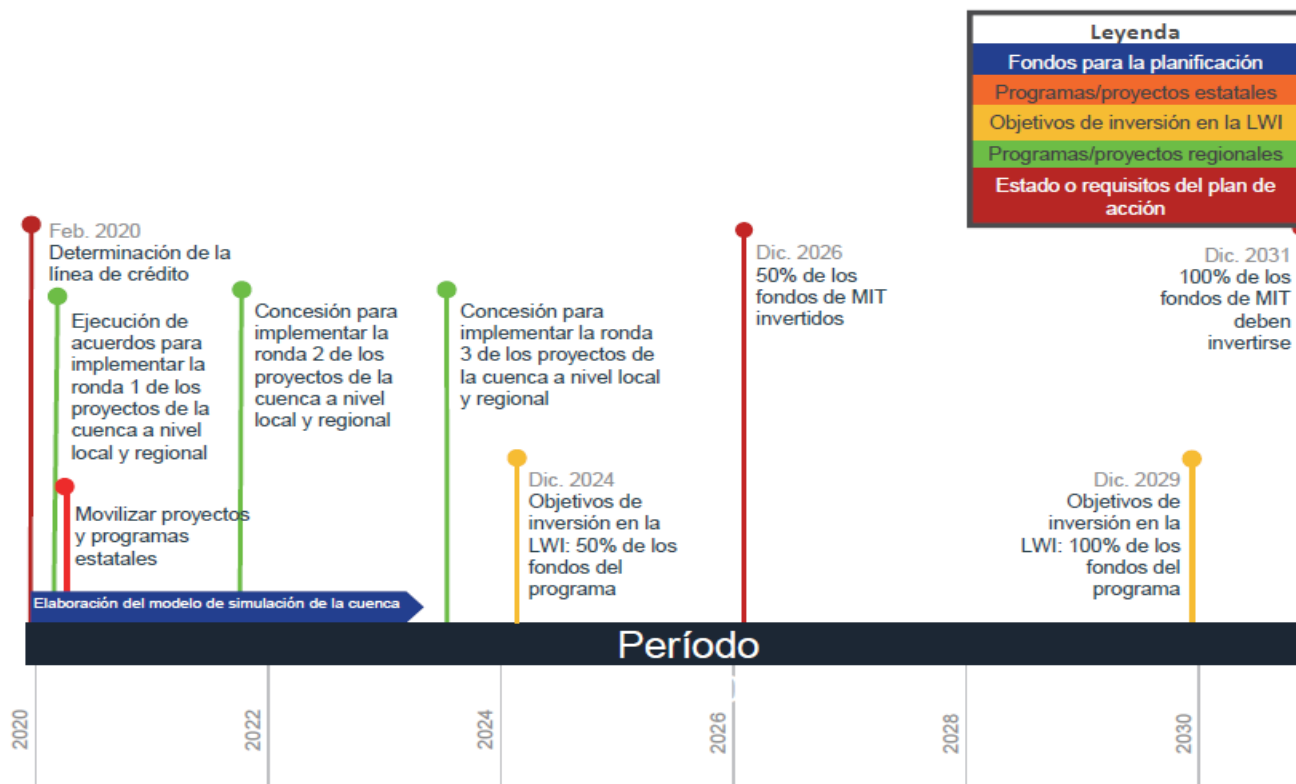 Leyenda
Fondos para la planificación
Programas/proyectos estatales
Objetivos de inversión en la LWI
Programas/proyectos regionales
Estado o requisitos del plan de
acción
Feb. 2020
Determinación de la
línea de crédito
Ejecución de
acuerdos para
implementar la
ronda 1 de los
proyectos de la
cuenca a nivel
local y regional
Movilizar proyectos
y programas
estatales
Concesión para
implementar la
ronda 2 de los
proyectos de la
cuenca a nivel
local y regional
Concesión para
implementar la ronda
3 de los proyectos de
la cuenca a nivel local
y regional
Dic. 2024
Objetivos de
inversión en la
LWI: 50% de los
fondos del
programa
Dic. 2026
50% de los
fondos de MIT
invertidos
Dic. 2029
Objetivos de
inversión en la
LWI: 100% de los
fondos del
programa
Dic. 2031
100% de los
fondos de MIT
deben
invertirse
Elaboración del modelo de simulación de la cuenca
Período
2020
2022
2024
2026
2028
2030